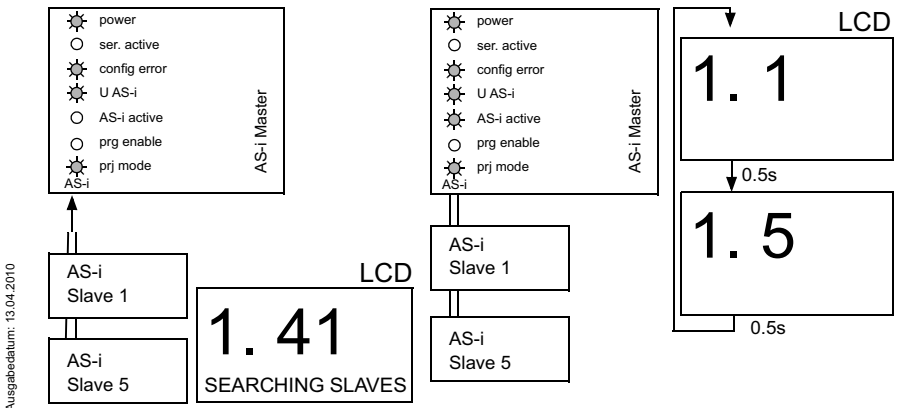 power
ser. active
config error
U AS-i
AS-i active
prg enable
prj mode
AS-i
AS-i Master
AS-i
Slave 1
AS-i
Slave 5
LCD
1. 41
SEARCHING SLAVES
power
ser. active
config error
U AS-i
AS-i active
prg enable
prj mode
AS-i
AS-i Master
AS-i
Slave 1
AS-i
Slave 5
LCD
1. 1
0.5s
1. 5
0.5s
Ausgabedatum: 13.04.2010